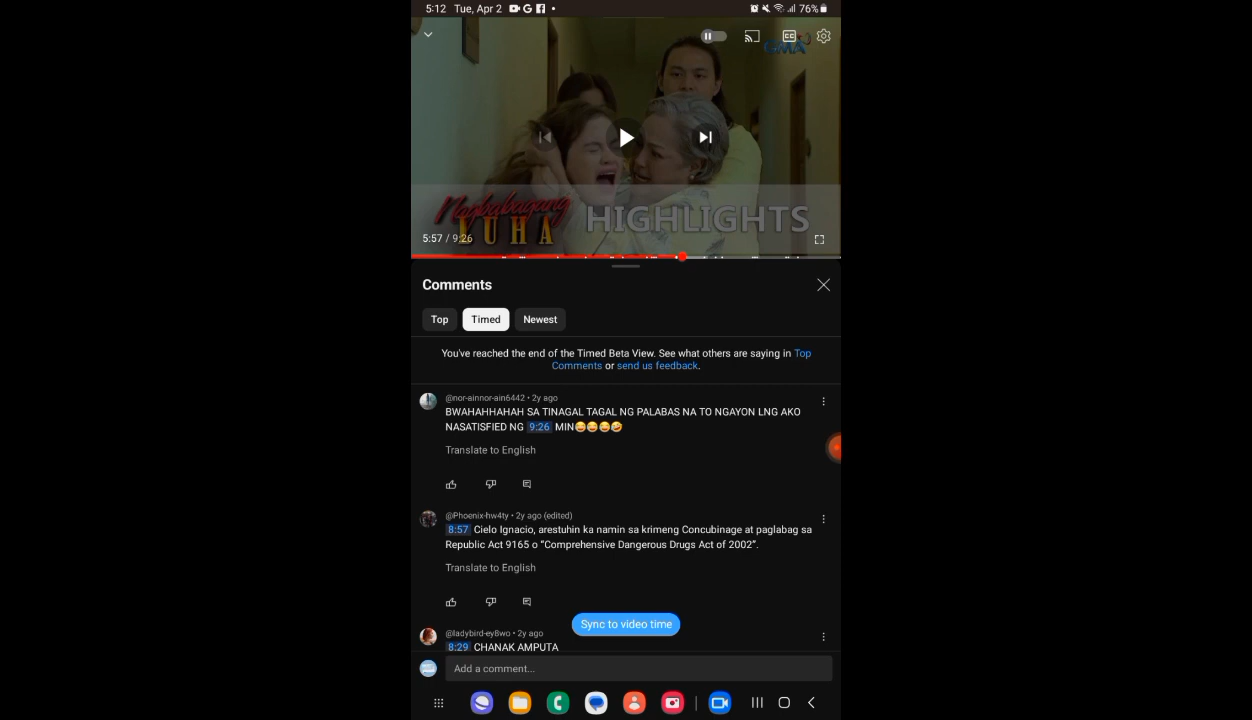 5:12 Tue, Apr 2
76%
GMA
Nagbabagang
LUHA
HIGHLIGHTS
5:57 / 9:26
Comments
Top Timed Newest
You've reached the end of the Timed Beta View. See what others are saying in Top
Comments or send us feedback.
@nor-ainnor-ain6442 • 2y ago
BWAHAHHAHAH SA TINAGAL TAGAL NG PALABAS NA TO NGAYON LNG AKO
NASATISFIED NG 9:26 MIN😂😂😂🤣
Translate to English
@Phoenix-hw4ty • 2y ago (edited)
8:57 Cielo Ignacio, arestuhin ka namin sa krimeng Concubinage at paglabag sa
Republic Act 9165 o “Comprehensive Dangerous Drugs Act of 2002”.
Translate to English
Sync to video time
@ladybird-ey8wo • 2y ago
8:29 CHANAK AMPUTA
Add a comment...